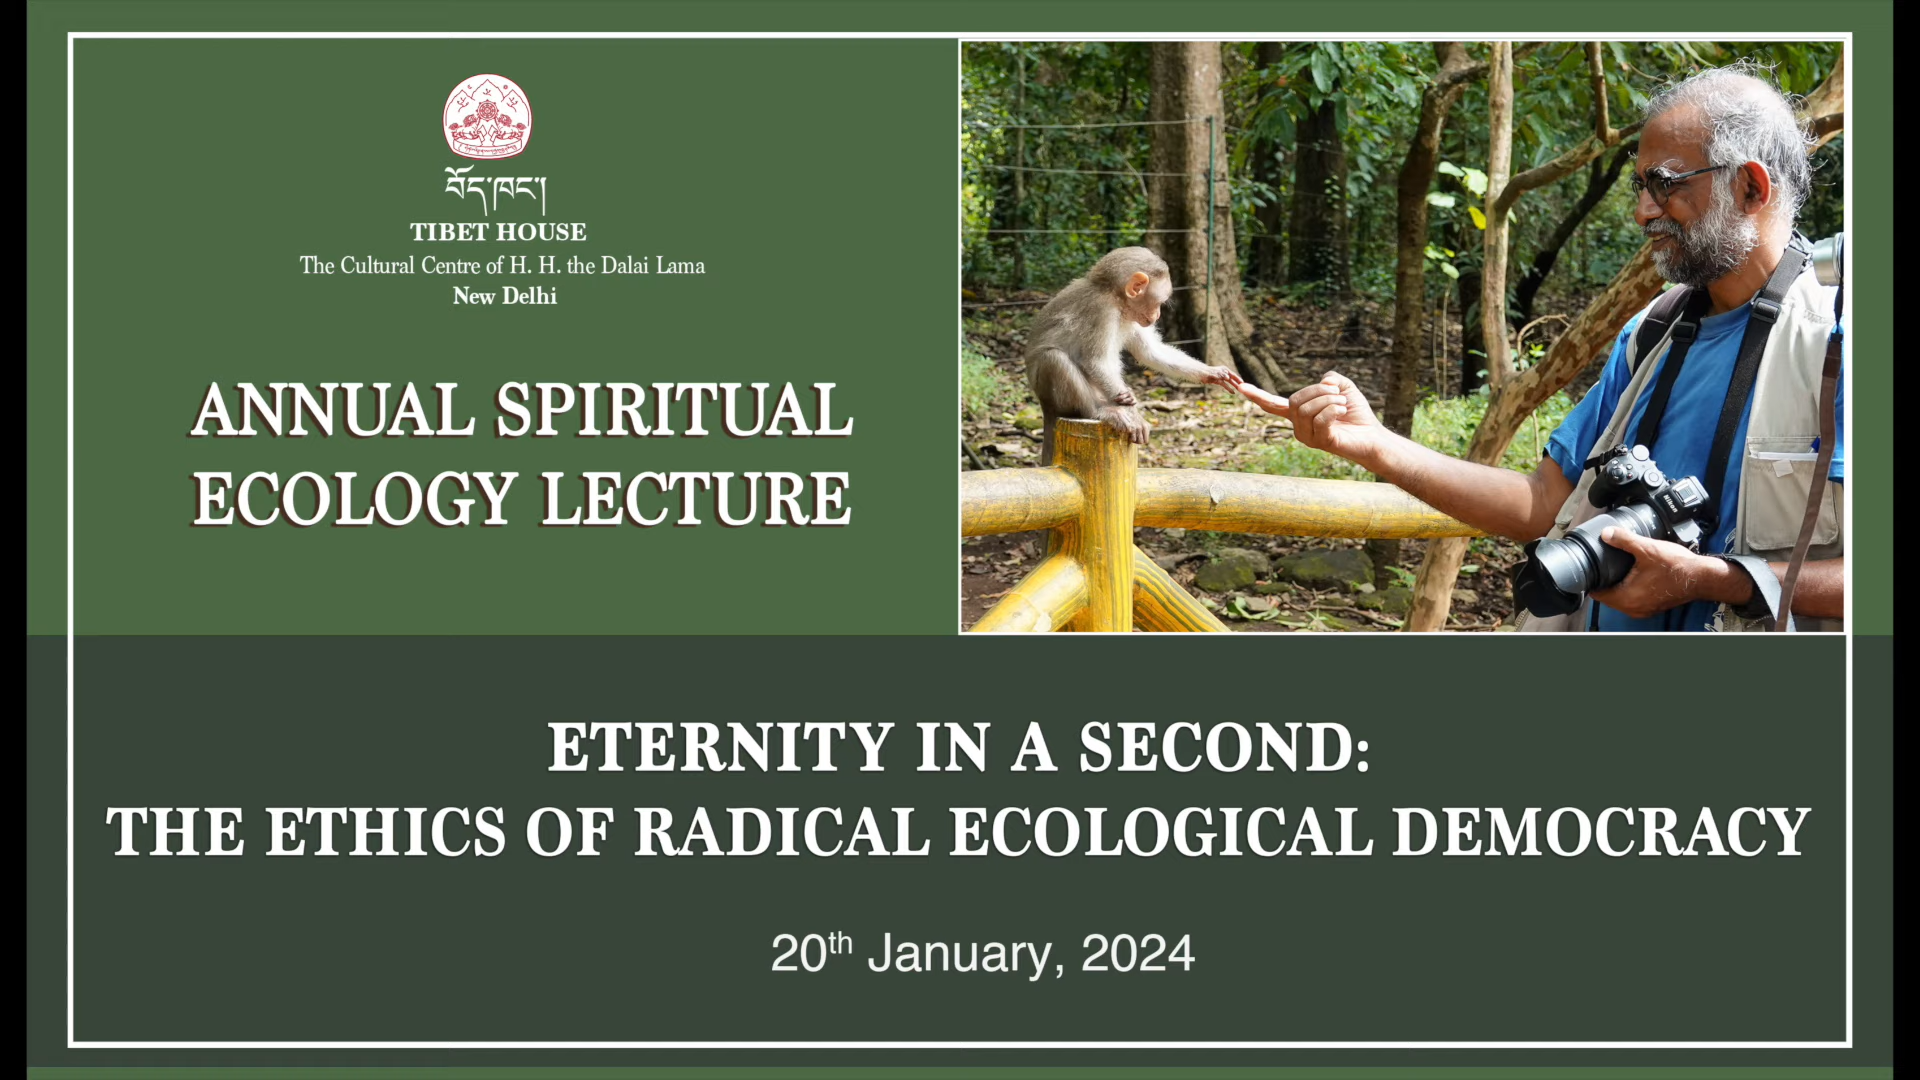 བོད་ཁང་།
TIBET HOUSE
The Cultural Centre of H. H. the Dalai Lama
New Delhi
ANNUAL SPIRITUAL
ECOLOGY LECTURE
Nikon
ETERNITY IN A SECOND:
THE ETHICS OF RADICAL ECOLOGICAL DEMOCRACY
20th January, 2024